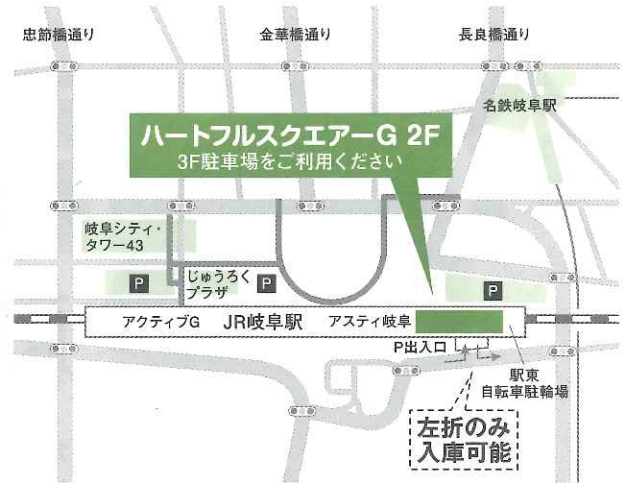 忠節橋通り
金華橋通り
長良橋通り
名鉄岐阜駅
ハートフルスクエアーG 2F
3F駐車場をご利用ください
岐阜シティ・
タワー43
P
じゅうろく
プラザ
P
P
アクティブG
JR岐阜駅
アスティ岐阜
P出入口
駅東
自転車駐輪場
左折のみ
入庫可能